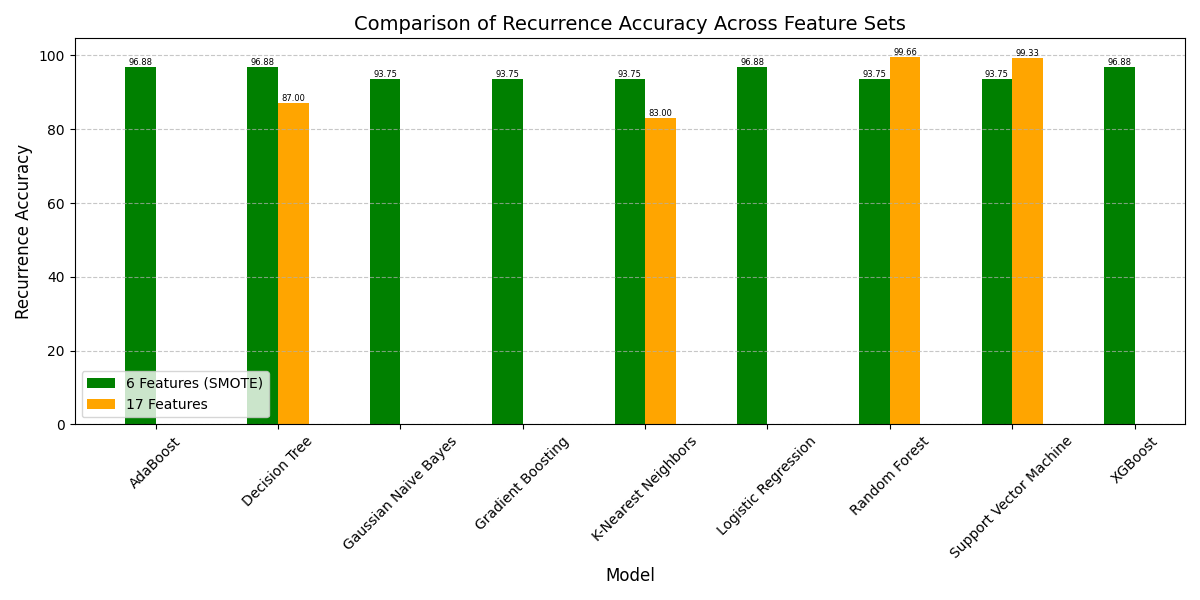 Comparison of Recurrence Accuracy Across Feature Sets
Recurrence Accuracy
100
80
60
40
20
0
96.88
96.88
87.00
93.75
93.75
93.75
83.00
96.88
93.75
99.66
93.75
99.33
96.88
6 Features (SMOTE)
17 Features
AdaBoost
Decision Tree
Gaussian Naive Bayes
Gradient Boosting
K-Nearest Neighbors
Logistic Regression
Random Forest
Support Vector Machine
XGBoost
Model